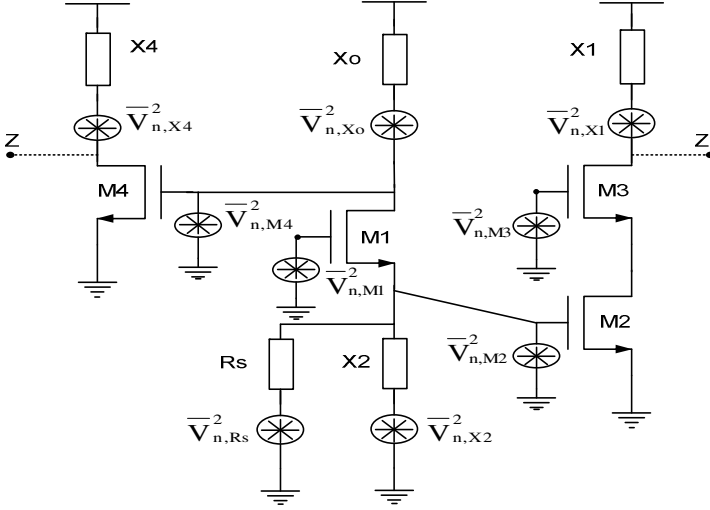 X4
Xo
X1
V̅²n,X4
V̅²n,Xo
V̅²n,X1
Z
Z
M4
M3
V̅²n,M4
M1
V̅²n,M3
V̅²n,M1
M2
Rs
X2
V̅²n,M2
V̅²n,Rs
V̅²n,X2